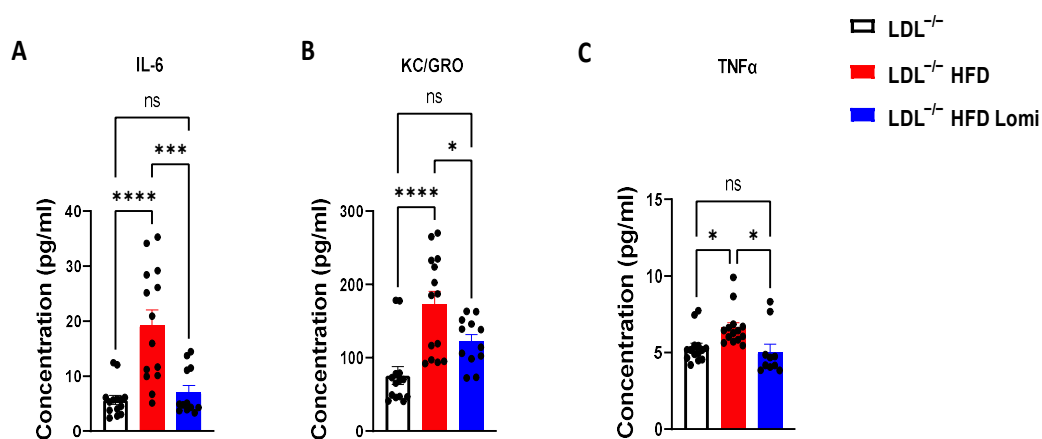 LDL⁻/⁻
LDL⁻/⁻ HFD
LDL⁻/⁻ HFD Lomi
A
IL-6
ns
***
****
Concentration (pg/ml)
40
30
20
10
0
B
KC/GRO
ns
*
****
Concentration (pg/ml)
300
200
100
0
C
TNFα
ns
* *
Concentration (pg/ml)
15
10
5
0